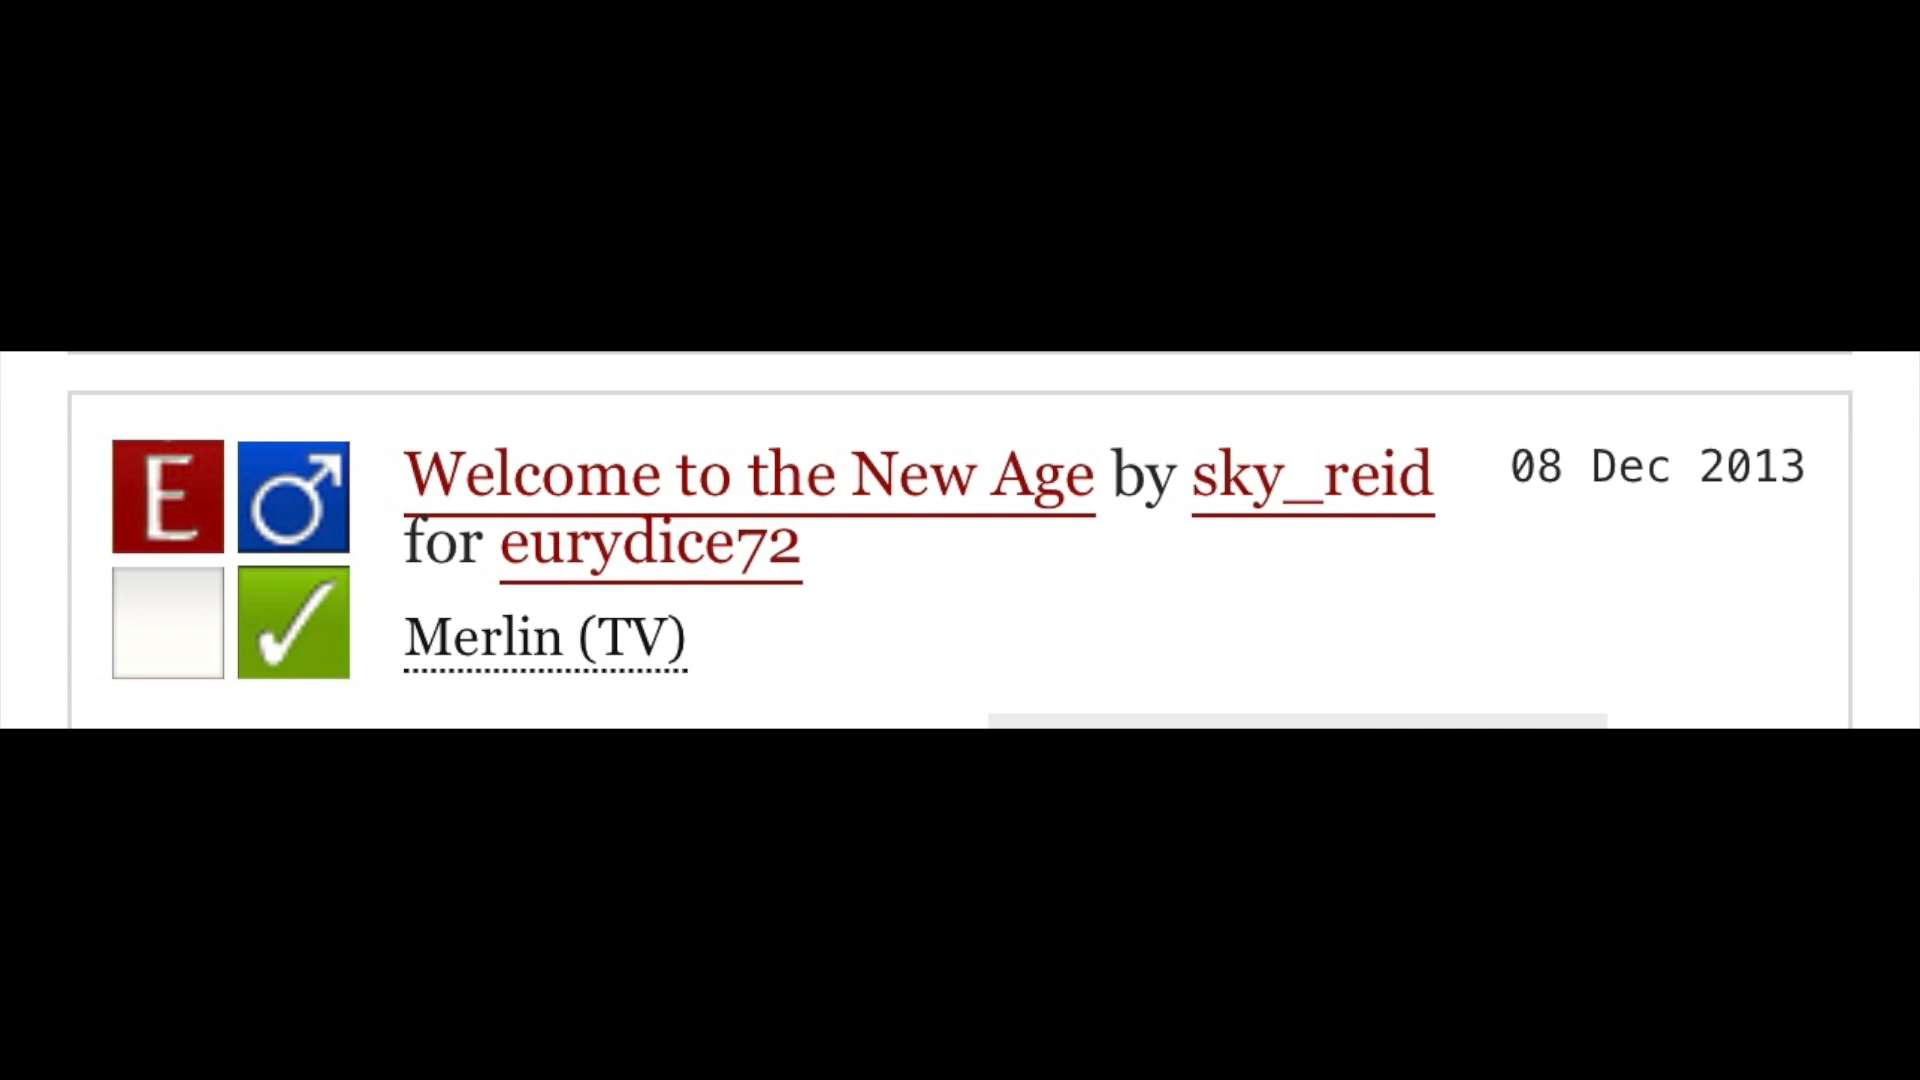 E
Welcome to the New Age by sky_reid
08 Dec 2013
for eurydice72
Merlin (TV)